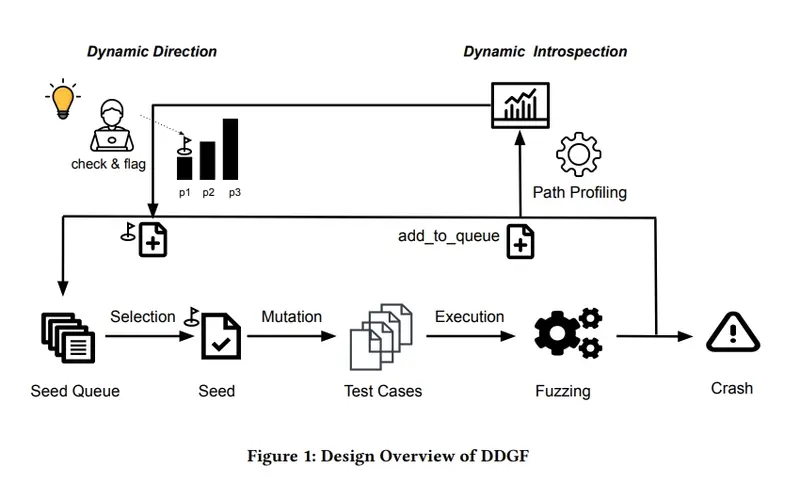 Dynamic Direction
Dynamic Introspection
check & flag
p1 p2 p3
Path Profiling
add_to_queue
Selection
Mutation
Execution
Seed Queue
Seed
Test Cases
Fuzzing
Crash
Figure 1: Design Overview of DDGF